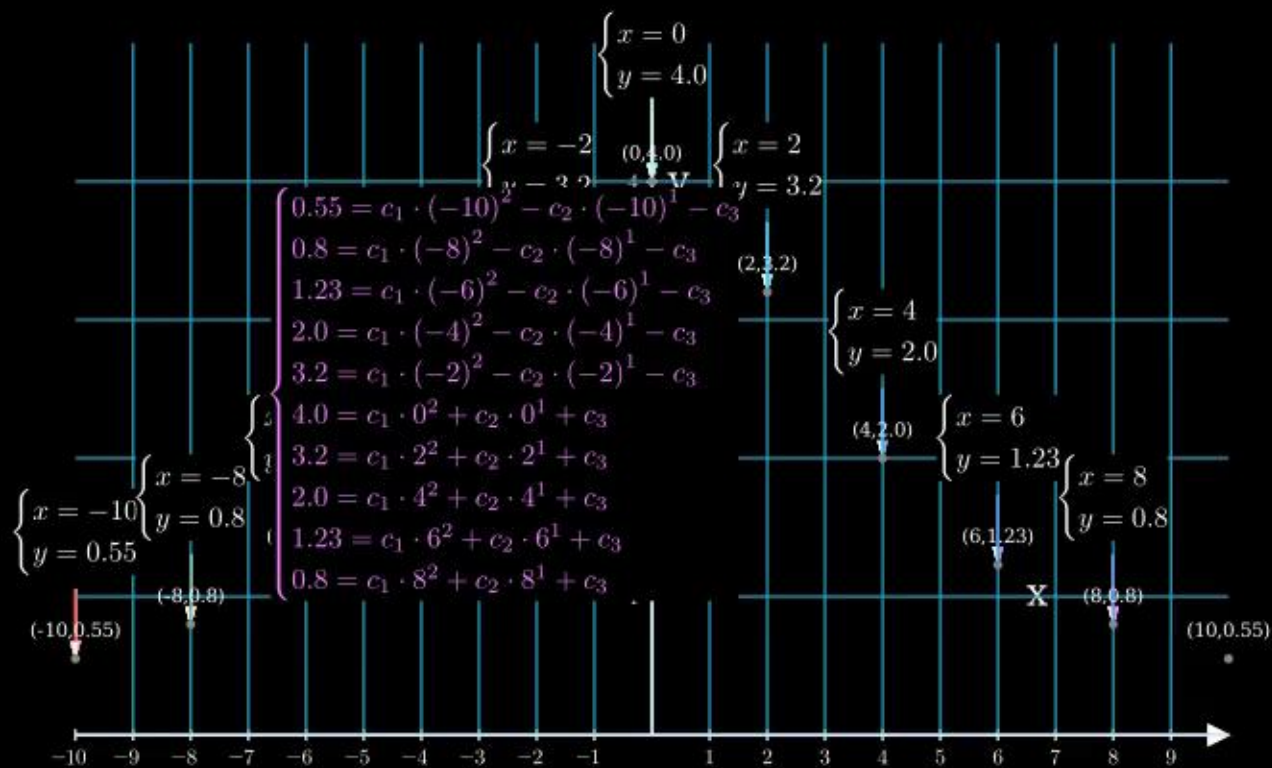 x = 0
y = 4.0
x = −2
y = 3.2
(0,4.0)
x = 2
y = 3.2
Y
0.55 = c₁ · (−10)² − c₂ · (−10)¹ − c₃
0.8 = c₁ · (−8)² − c₂ · (−8)¹ − c₃
1.23 = c₁ · (−6)² − c₂ · (−6)¹ − c₃
2.0 = c₁ · (−4)² − c₂ · (−4)¹ − c₃
3.2 = c₁ · (−2)² − c₂ · (−2)¹ − c₃
4.0 = c₁ · 0² + c₂ · 0¹ + c₃
3.2 = c₁ · 2² + c₂ · 2¹ + c₃
2.0 = c₁ · 4² + c₂ · 4¹ + c₃
1.23 = c₁ · 6² + c₂ · 6¹ + c₃
0.8 = c₁ · 8² + c₂ · 8¹ + c₃
(2,3.2)
x = 4
y = 2.0
(4,2.0)
x = 6
y = 1.23
(6,1.23)
x = 8
y = 0.8
(8,0.8)
x = −8
y = 0.8
(-8,0.8)
x = −10
y = 0.55
(-10,0.55)
X
(10,0.55)
−10 −9 −8 −7 −6 −5 −4 −3 −2 −1 1 2 3 4 5 6 7 8 9